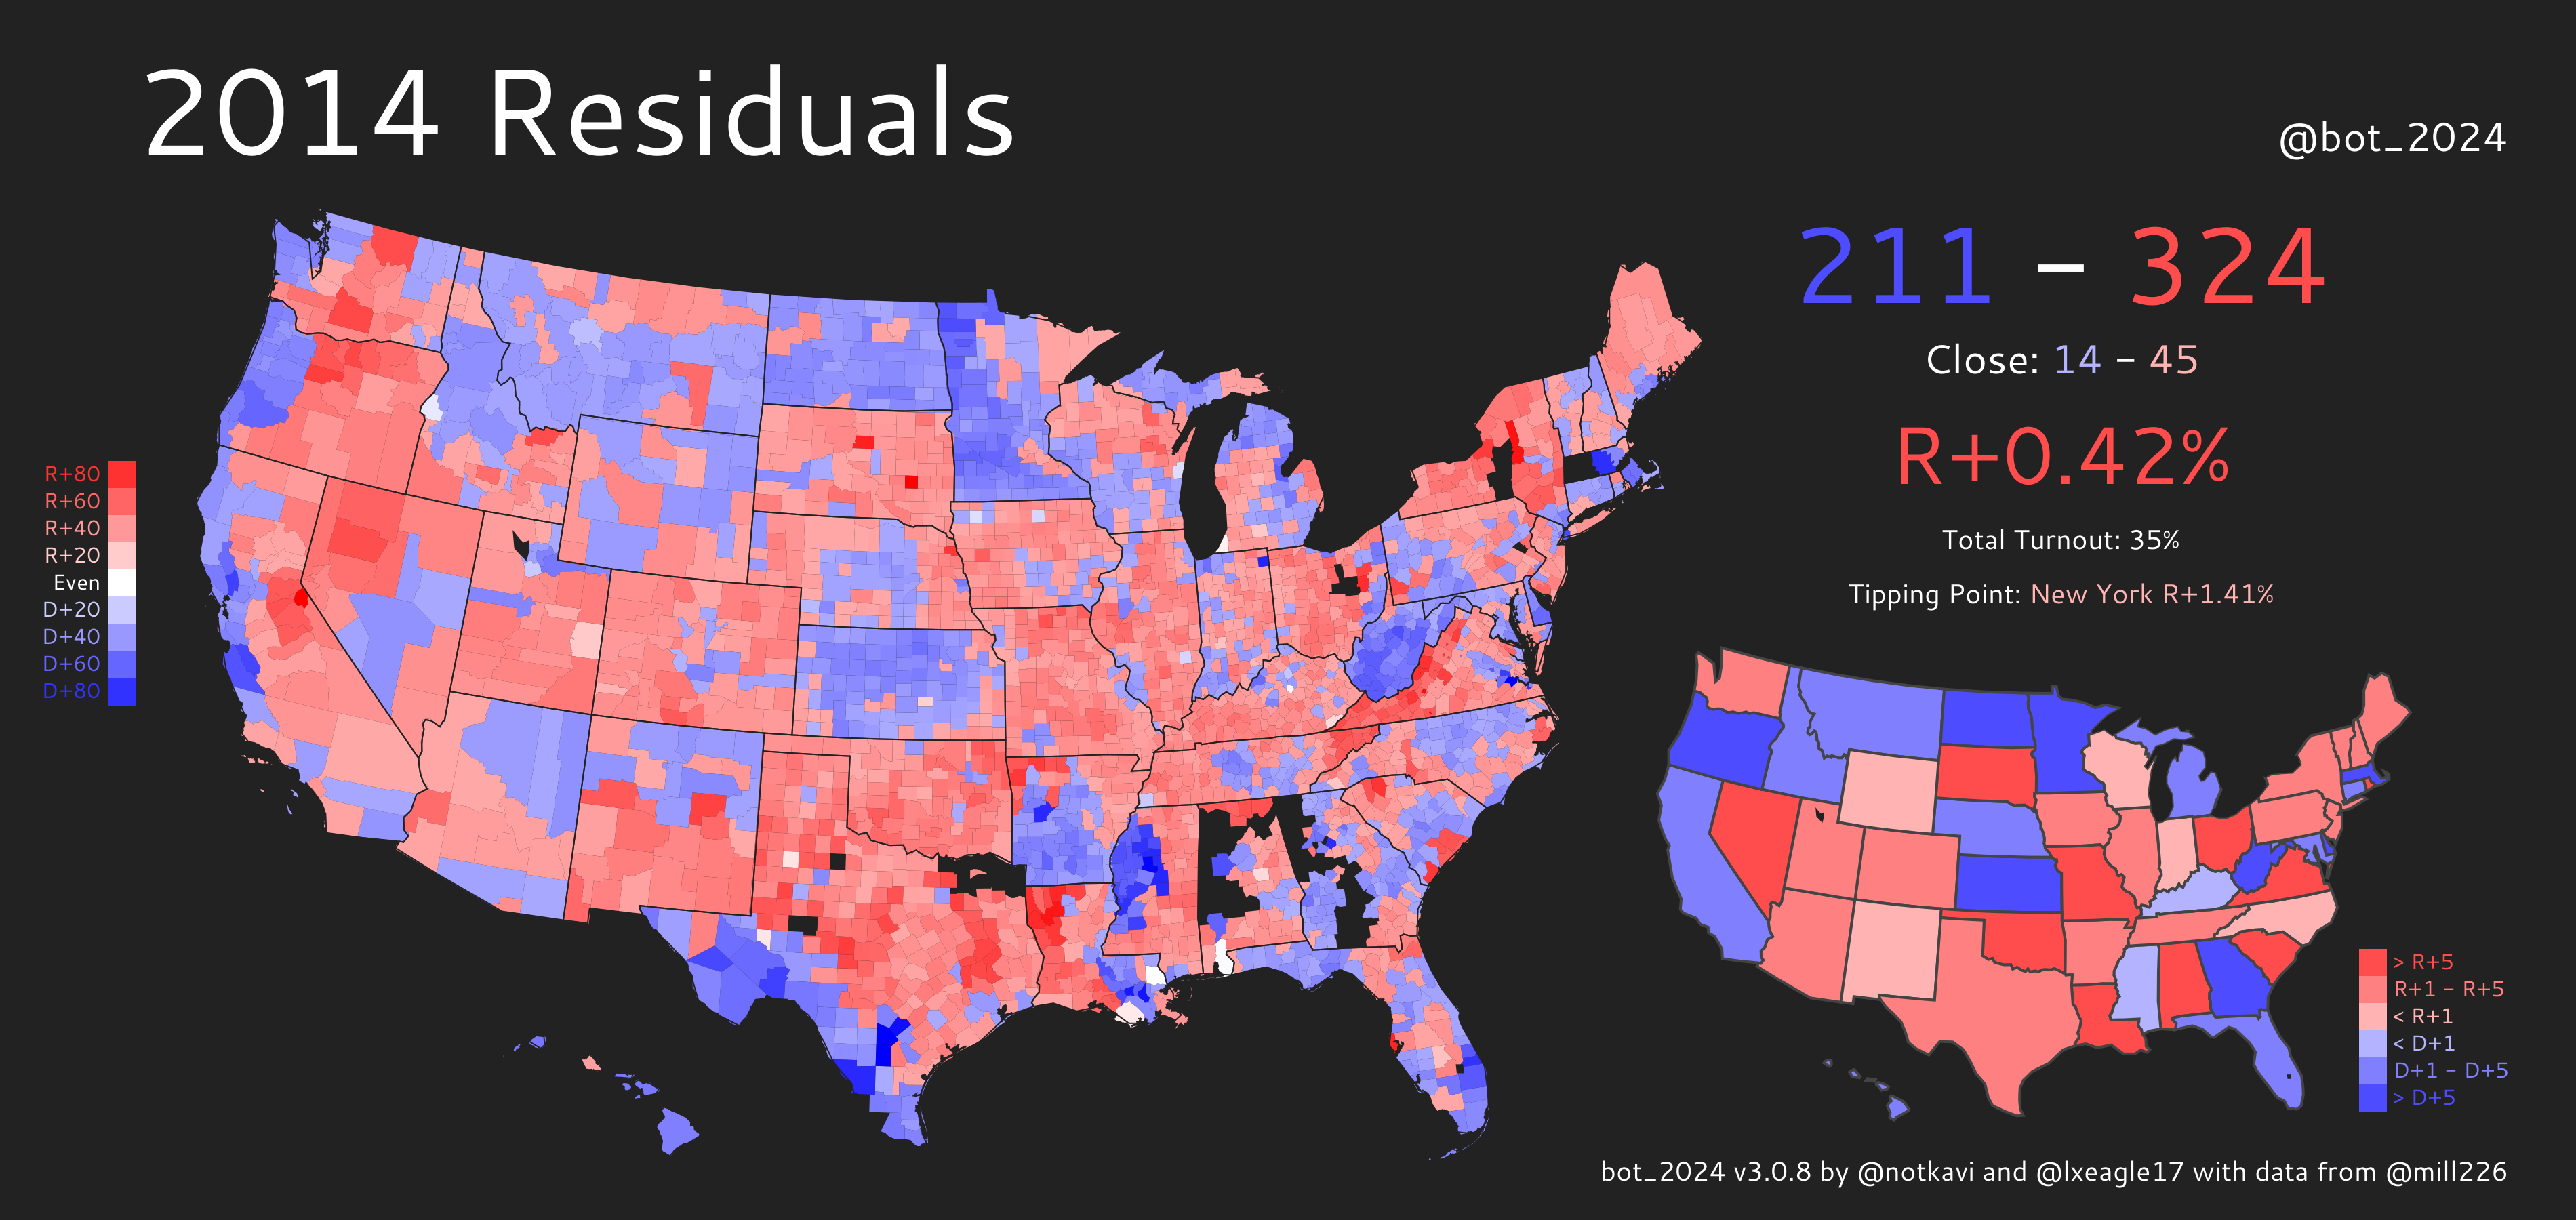 2014 Residuals
@bot_2024
211 – 324
Close: 14 – 45
R+0.42%
Total Turnout: 35%
Tipping Point: New York R+1.41%
R+80
R+60
R+40
R+20
Even
D+20
D+40
D+60
D+80
> R+5
R+1 – R+5
< R+1
< D+1
D+1 – D+5
> D+5
bot_2024 v3.0.8 by @notkavi and @lxeagle17 with data from @mill226